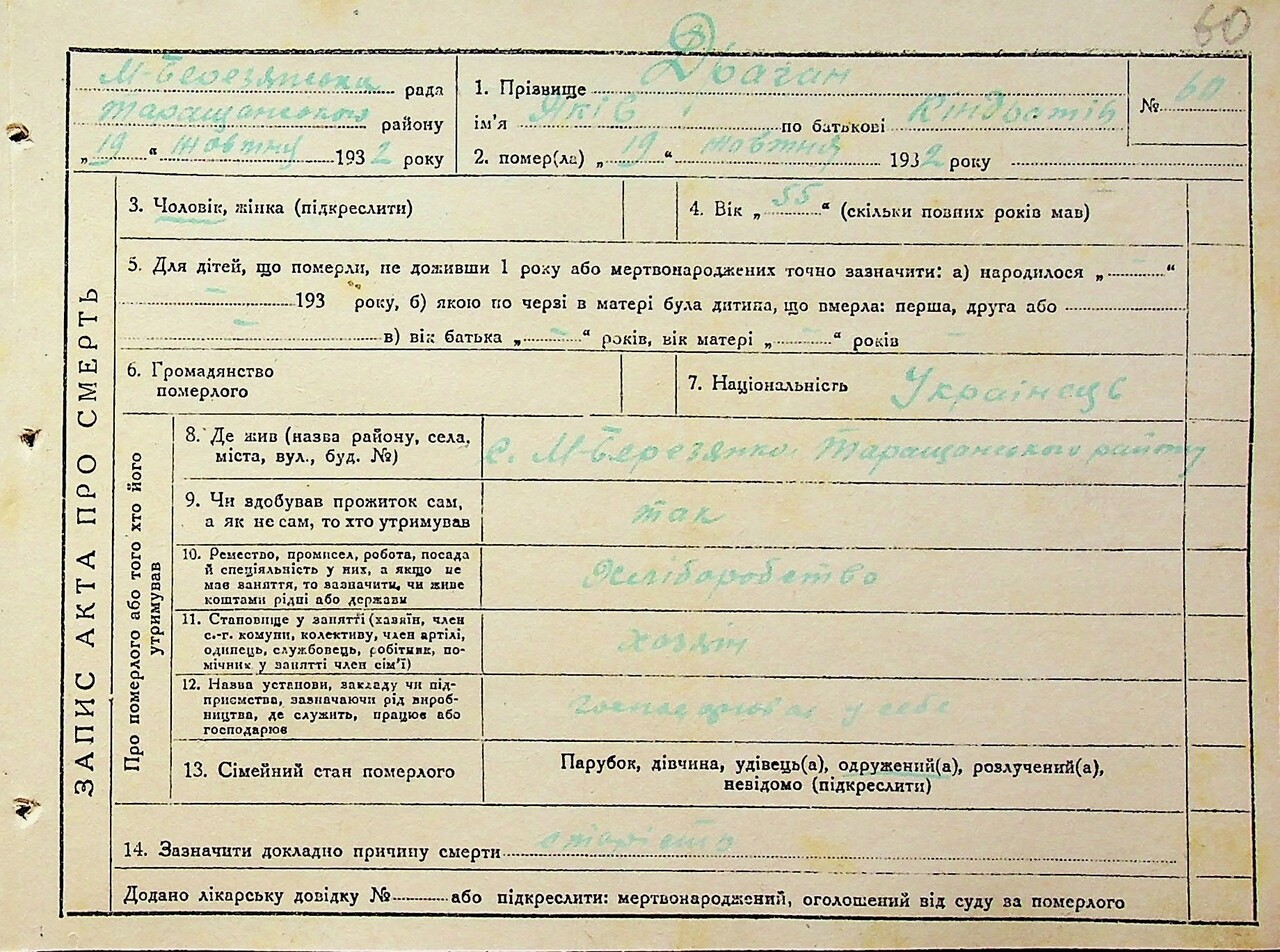 60
М-Березянська рада
Таращанського району
„19“ жовтня 1932 року
1. Прізвище Драган
ім'я Яків по батькові Кіндратів
2. помер(ла) „19“ жовтня 1932 року
№ 60
ЗАПИС АКТА ПРО СМЕРТЬ
3. Чоловік, жінка (підкреслити)
4. Вік „55“ (скільки повних років мав)
5. Для дітей, що померли, не доживши 1 року або мертвонароджених точно зазначити: а) народилося „ - “
- 193 року, б) якою по черзі в матері була дитина, що вмерла: перша, друга або
- в) вік батька „ - “ років, вік матері „ - “ років -
6. Громадянство
померлого
7. Національність Українець
Про померлого або того хто його
утримував
8. Де жив (назва району, села,
міста, вул., буд. №)
с. М-Березянка Таращанського району
9. Чи здобував прожиток сам,
а як не сам, то хто утримував
так
10. Ремество, промисел, робота, посада
й спеціяльність у них, а якщо не
мав заняття, то зазначити, чи живе
коштами рідні або держави
Хліборобство
11. Становище у занятті (хазяїн, член
с.-г. комуни, колективу, член артілі,
одинець, службовець, робітник, по-
мічник у занятті член сім'ї)
хозяїн
12. Назва установи, закладу чи під-
приємства, зазначаючи рід вироб-
ництва, де служить, працює або
господарює
у себе
13. Сімейний стан померлого
Парубок, дівчина, удівець(а), одружений(а), розлучений(а),
невідомо (підкреслити)
14. Зазначити докладно причину смерти старість
Додано лікарську довідку № або підкреслити: мертвонароджений, оголошений від суду за померлого